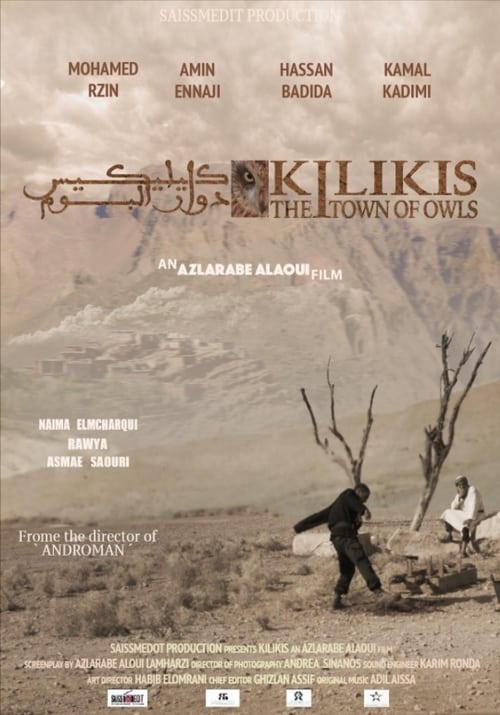 SAISSMEDIT PRODUCTION
MOHAMED RZIN
AMIN ENNAJI
HASSAN BADIDA
KAMAL KADIMI
كيليكيس
دوار البوم
KILIKIS
THE TOWN OF OWLS
AN AZLARABE ALAOUI FILM
NAIMA ELMCHARQUI
RAWYA
ASMAE SAOURI
Frome the director of
`ANDROMAN´
SAISSMEDOT PRODUCTION PRESENTS KILIKIS AN AZLARABE ALAOUI FILM
SCREENPLAY BY AZLARABE ALOUI LAMHARZI DIRECTOR OF PHOTOGRAPHY ANDREA_SINANOS SOUND ENGINEER KARIM RONDA
ART DIRECTOR HABIB ELOMRANI CHIEF EDITOR GHIZLAN ASSIF ORIGINAL MUSIC ADIL AISSA